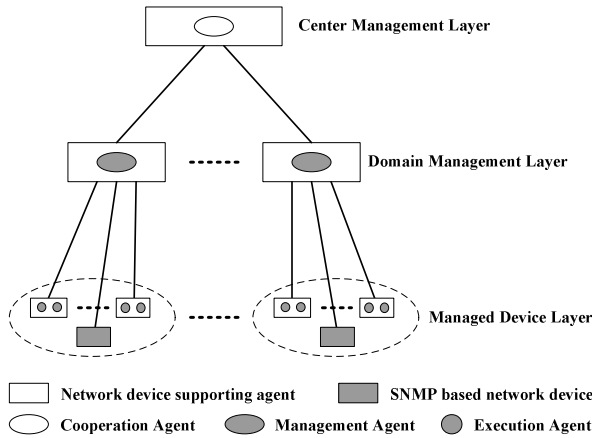 Center Management Layer
Domain Management Layer
Managed Device Layer
Network device supporting agent
SNMP based network device
Cooperation Agent
Management Agent
Execution Agent